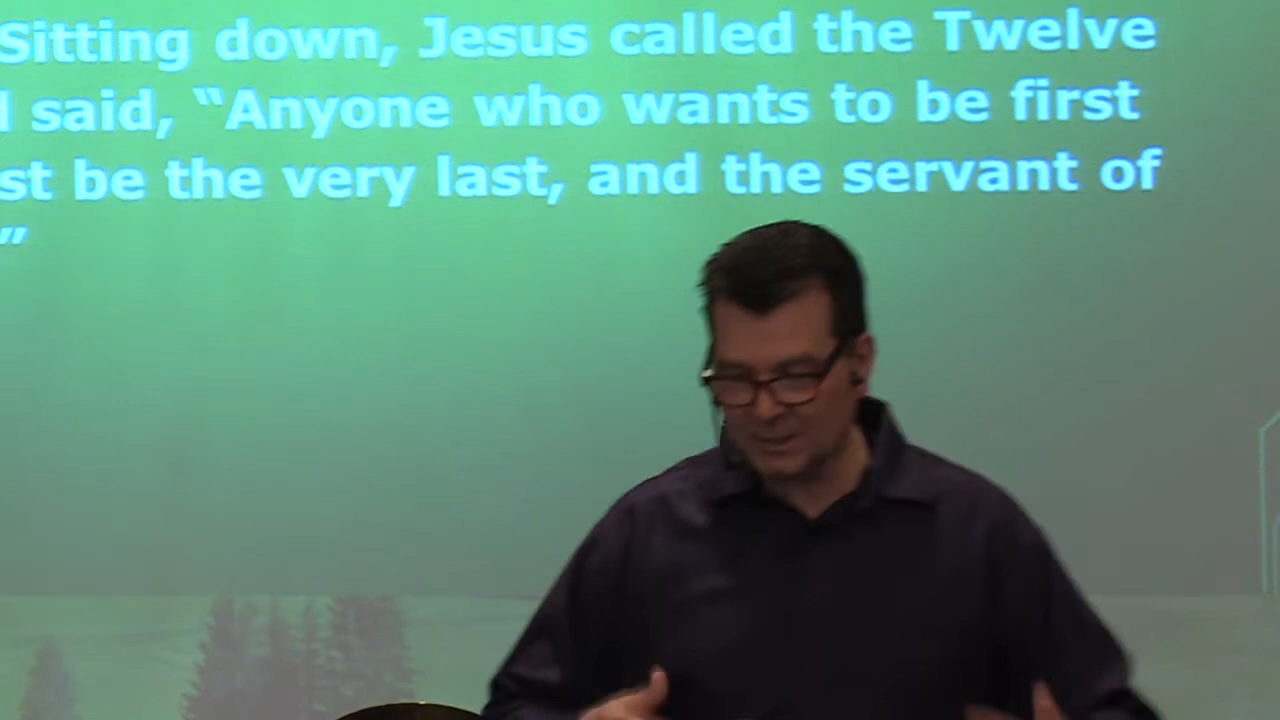 Sitting down, Jesus called the Twelve
said, “Anyone who wants to be first
st be the very last, and the servant of
”